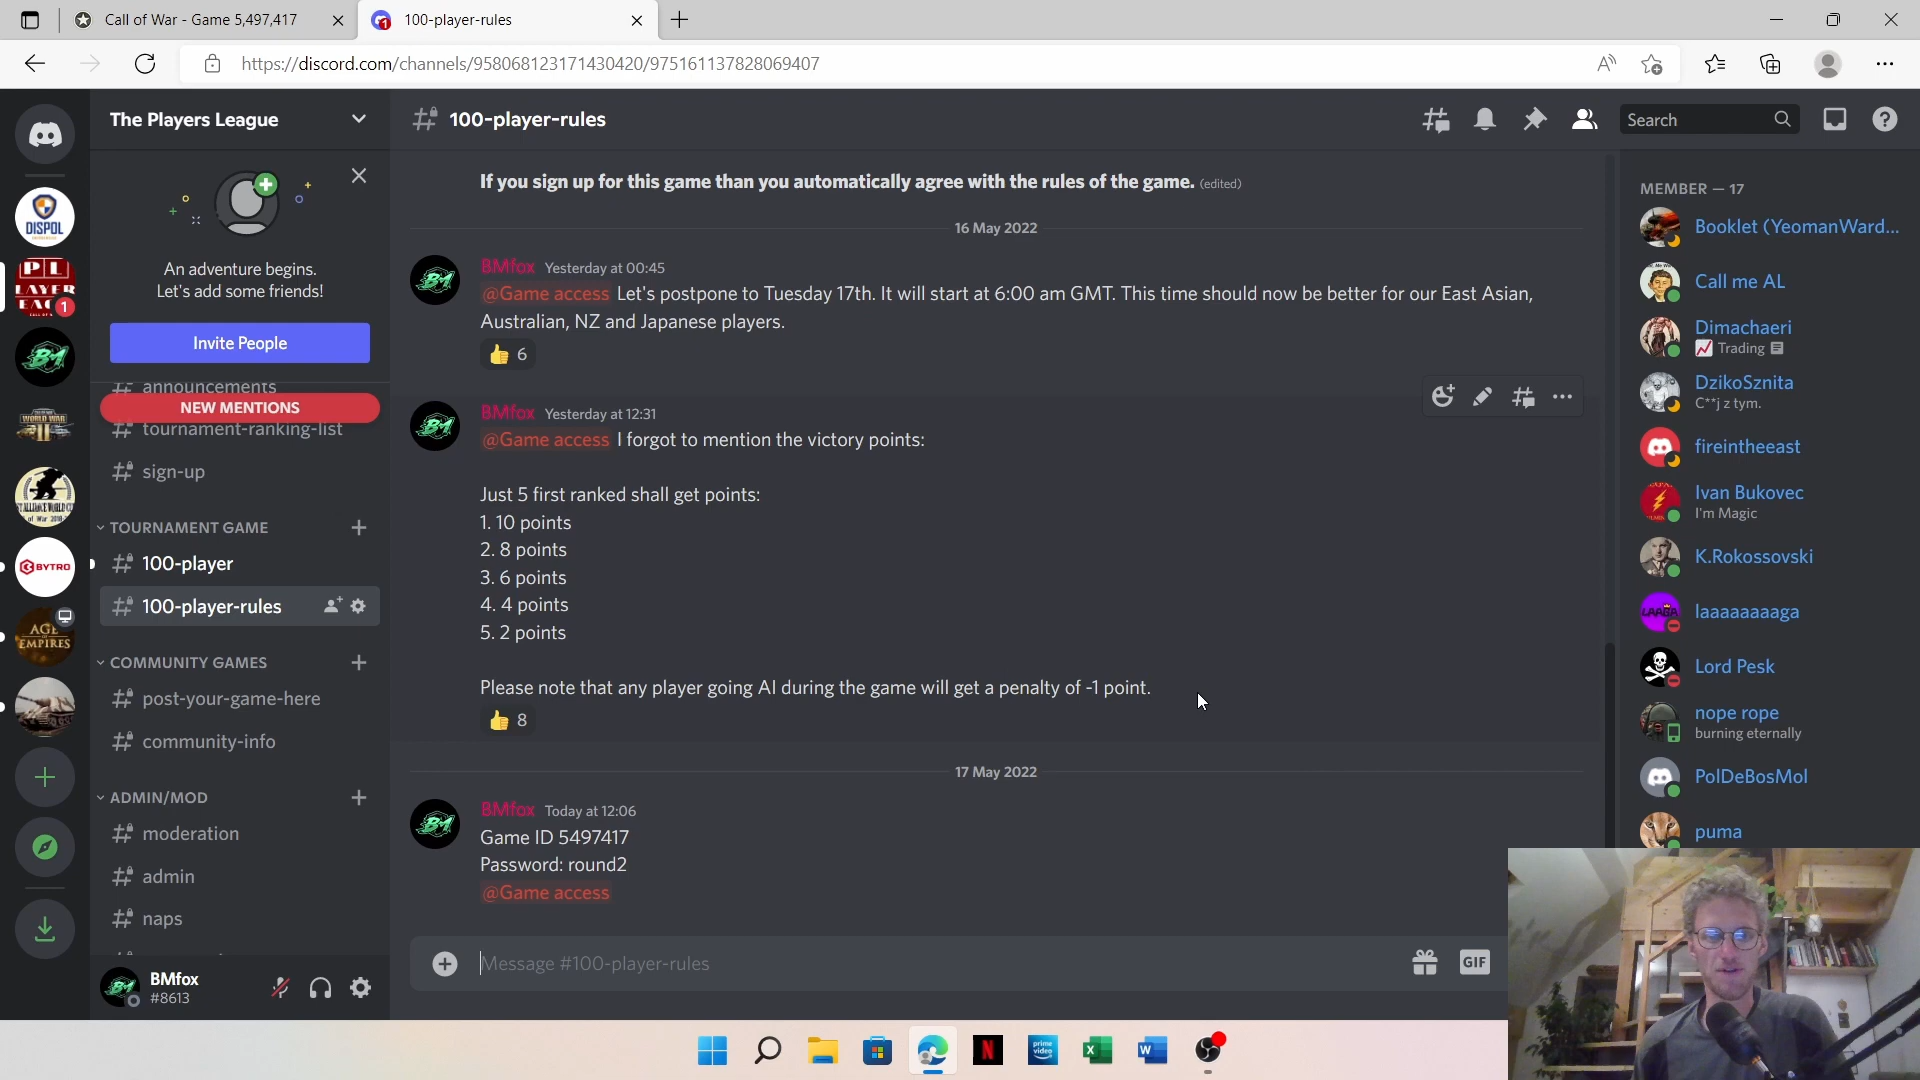 Call of War - Game 5,497,417
100-player-rules
https://discord.com/channels/958068123171430420/975161137828069407
The Players League
100-player-rules
Search
An adventure begins.
Let's add some friends!
Invite People
announcements
NEW MENTIONS
tournament-ranking-list
sign-up
TOURNAMENT GAME
100-player
100-player-rules
COMMUNITY GAMES
post-your-game-here
community-info
ADMIN/MOD
moderation
admin
naps
BMfox
#8613
DISPOL
PL
1
BYTRO
AGE
EMPIRES
If you sign up for this game than you automatically agree with the rules of the game. (edited)
16 May 2022
BMfox Yesterday at 00:45
@Game access Let's postpone to Tuesday 17th. It will start at 6:00 am GMT. This time should now be better for our East Asian,
Australian, NZ and Japanese players.
6
BMfox Yesterday at 12:31
@Game access I forgot to mention the victory points:
Just 5 first ranked shall get points:
1. 10 points
2. 8 points
3. 6 points
4. 4 points
5. 2 points
Please note that any player going AI during the game will get a penalty of -1 point.
8
17 May 2022
BMfox Today at 12:06
Game ID 5497417
Password: round2
@Game access
Message #100-player-rules
GIF
MEMBER — 17
Booklet (YeomanWard...
Call me AL
Dimachaeri
Trading
DzikoSznita
C**j z tym.
fireintheeast
Ivan Bukovec
I'm Magic
K.Rokossovski
laaaaaaaaga
Lord Pesk
nope rope
burning eternally
PolDeBosMol
puma
prime
video